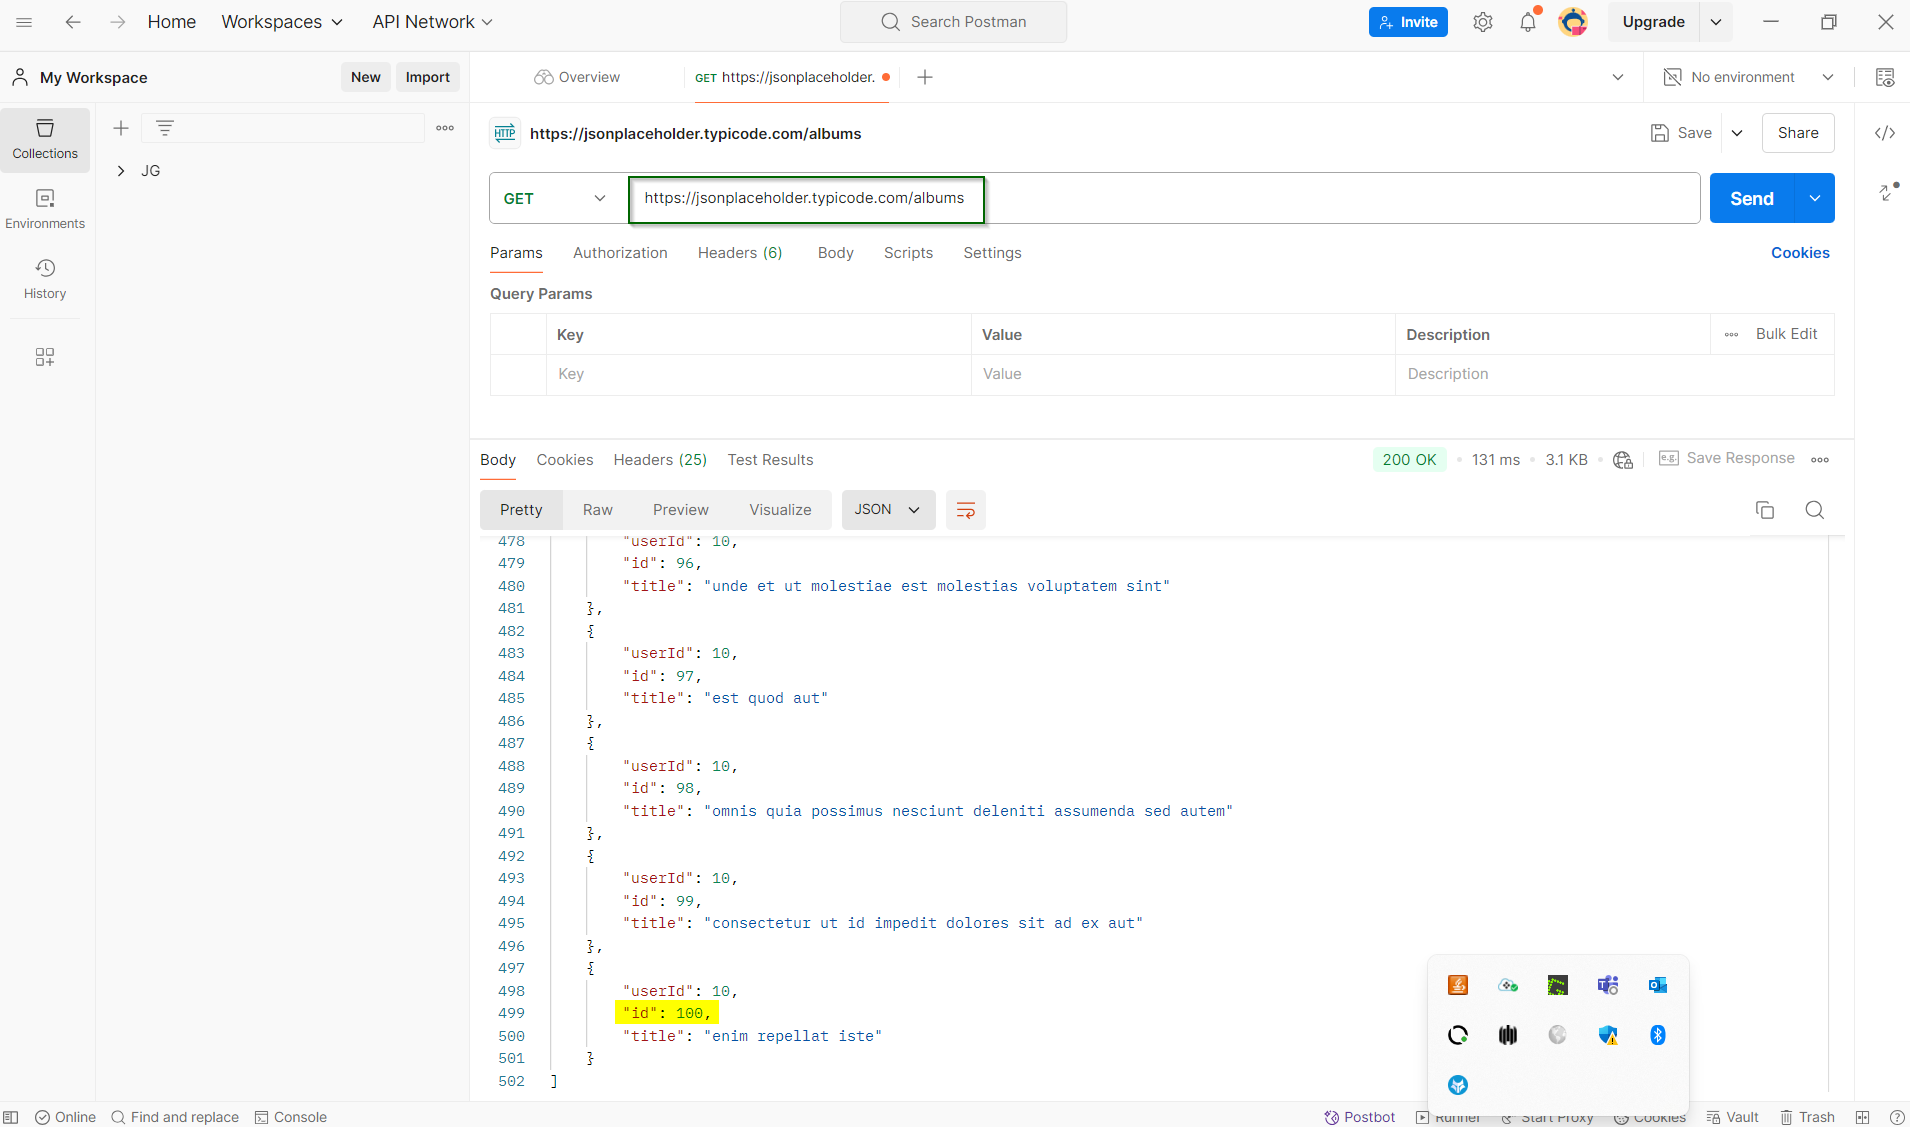 Home Workspaces API Network Search Postman Invite Upgrade
My Workspace New Import Overview GET https://jsonplaceholder. No environment
Collections
JG
Environments
History
HTTP https://jsonplaceholder.typicode.com/albums Save Share
GET https://jsonplaceholder.typicode.com/albums Send
Params Authorization Headers (6) Body Scripts Settings Cookies
Query Params
Key Value Description Bulk Edit
Key Value Description
Body Cookies Headers (25) Test Results 200 OK 131 ms 3.1 KB e.g. Save Response
Pretty Raw Preview Visualize JSON
478 "userId": 10,
479 "id": 96,
480 "title": "unde et ut molestiae est molestias voluptatem sint"
481 },
482 {
483 "userId": 10,
484 "id": 97,
485 "title": "est quod aut"
486 },
487 {
488 "userId": 10,
489 "id": 98,
490 "title": "omnis quia possimus nesciunt deleniti assumenda sed autem"
491 },
492 {
493 "userId": 10,
494 "id": 99,
495 "title": "consectetur ut id impedit dolores sit ad ex aut"
496 },
497 {
498 "userId": 10,
499 "id": 100,
500 "title": "enim repellat iste"
501 }
502 ]
Online Find and replace Console Postbot Runner Start Proxy Cookies Vault Trash